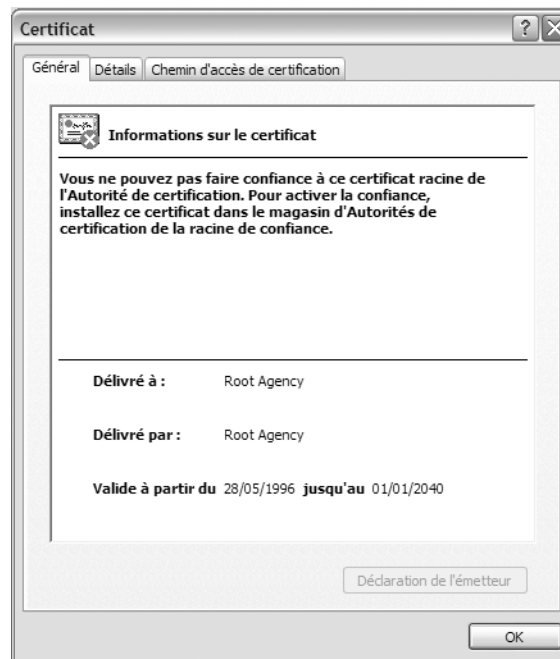 Certificat
?
Général Détails Chemin d'accès de certification
Informations sur le certificat
Vous ne pouvez pas faire confiance à ce certificat racine de
l'Autorité de certification. Pour activer la confiance,
installez ce certificat dans le magasin d'Autorités de
certification de la racine de confiance.
Délivré à : Root Agency
Délivré par : Root Agency
Valide à partir du 28/05/1996 jusqu'au 01/01/2040
Déclaration de l'émetteur
OK